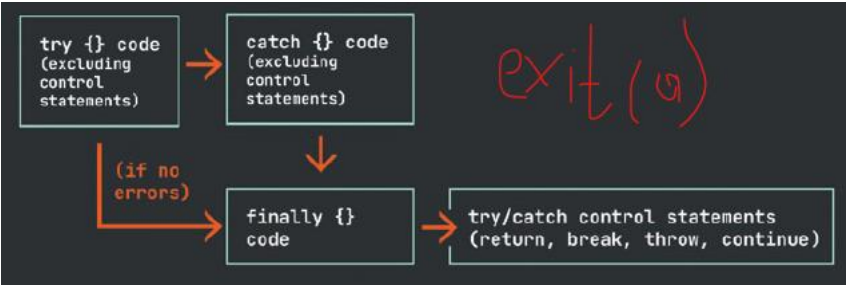 try {} code
(excluding
control
statements)
catch {} code
(excluding
control
statements)
exit(0)
(if no
errors)
finally {}
code
try/catch control statements
(return, break, throw, continue)